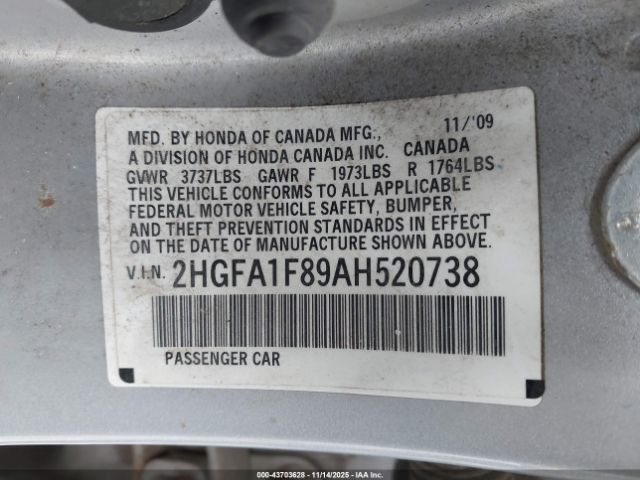 11/'09
MFD. BY HONDA OF CANADA MFG.,
A DIVISION OF HONDA CANADA INC. CANADA
GVWR 3737LBS GAWR F 1973LBS R 1764LBS
THIS VEHICLE CONFORMS TO ALL APPLICABLE
FEDERAL MOTOR VEHICLE SAFETY, BUMPER,
AND THEFT PREVENTION STANDARDS IN EFFECT
ON THE DATE OF MANUFACTURE SHOWN ABOVE.
V.I.N. 2HGFA1F89AH520738
PASSENGER CAR
000-43703628 - 11/14/2025 - IAA Inc. - Copart/IAAI